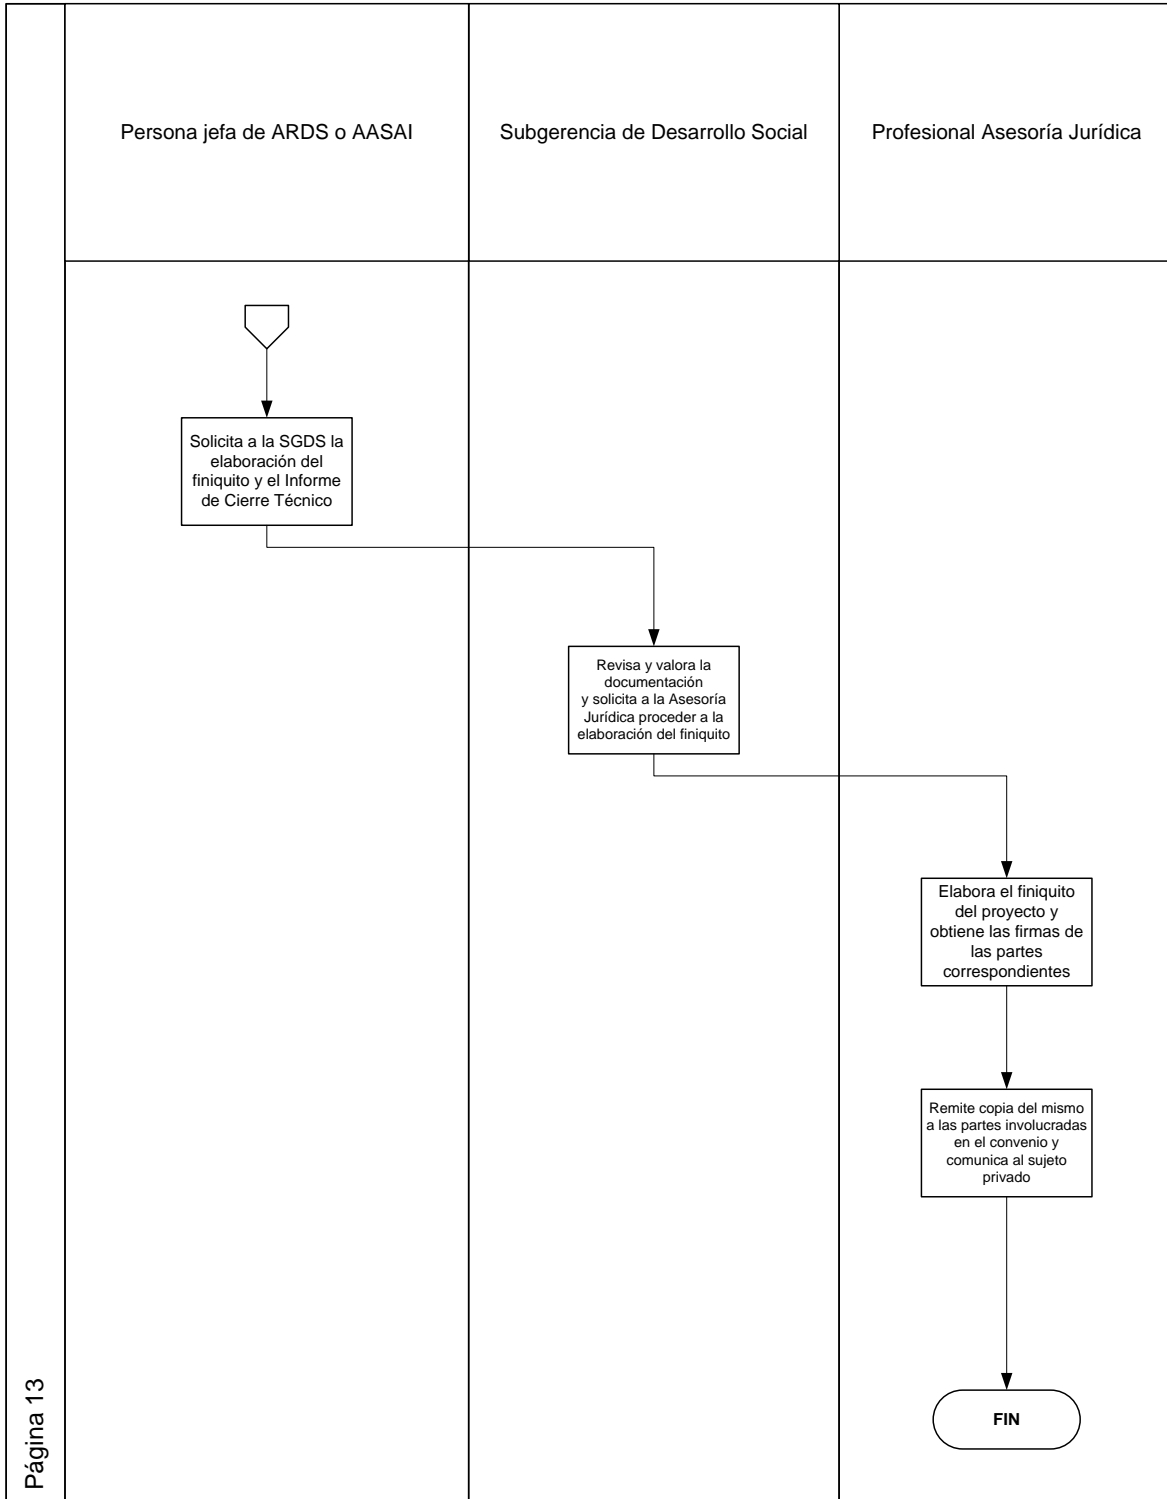 Persona jefa de ARDS o AASAI
Subgerencia de Desarrollo Social
Profesional Asesoría Jurídica
Solicita a la SGDS la
elaboración del
finiquito y el Informe
de Cierre Técnico
Revisa y valora la
documentación
y solicita a la Asesoría
Jurídica proceder a la
elaboración del finiquito
Elabora el finiquito
del proyecto y
obtiene las firmas de
las partes
correspondientes
Remite copia del mismo
a las partes involucradas
en el convenio y
comunica al sujeto
privado
FIN
Página 13